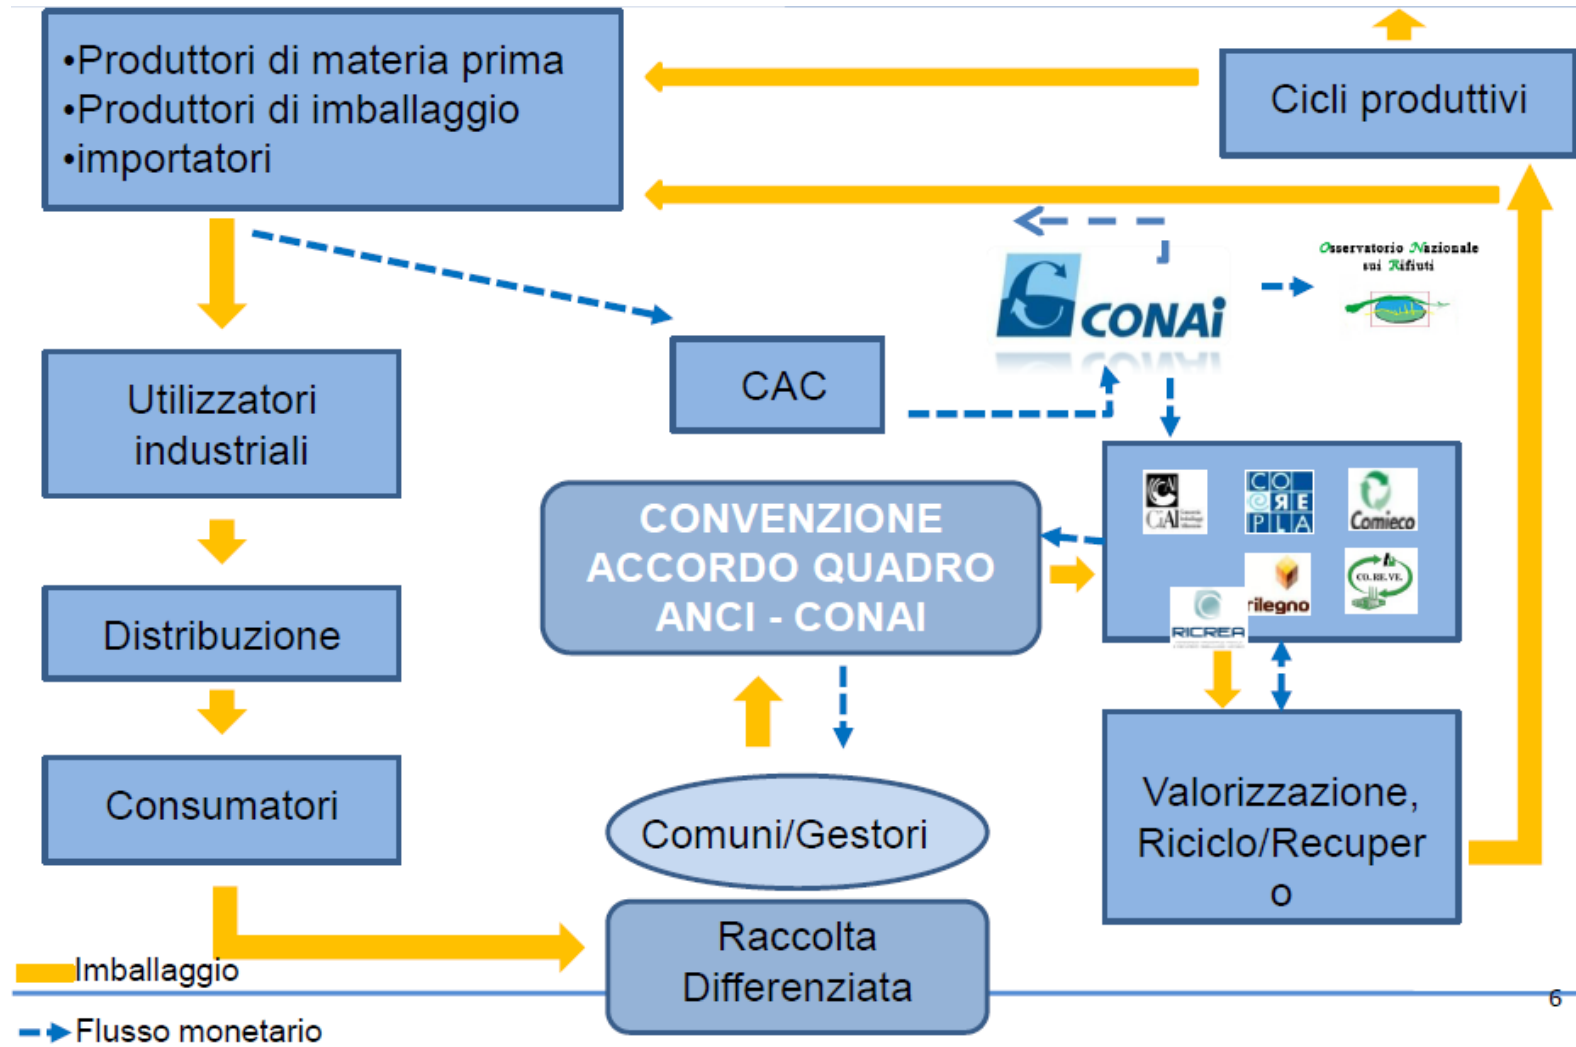 •Produttori di materia prima
•Produttori di imballaggio
•importatori
Cicli produttivi
Osservatorio Nazionale
sui Rifiuti
CONAi
CAC
Utilizzatori
industriali
CONVENZIONE
ACCORDO QUADRO
ANCI - CONAI
CiAl
CO
RE
PLA
Comieco
rilegno
CO.RE.VE.
RICREA
Distribuzione
Consumatori
Comuni/Gestori
Valorizzazione,
Riciclo/Recuper
o
Raccolta
Differenziata
Imballaggio
Flusso monetario
6